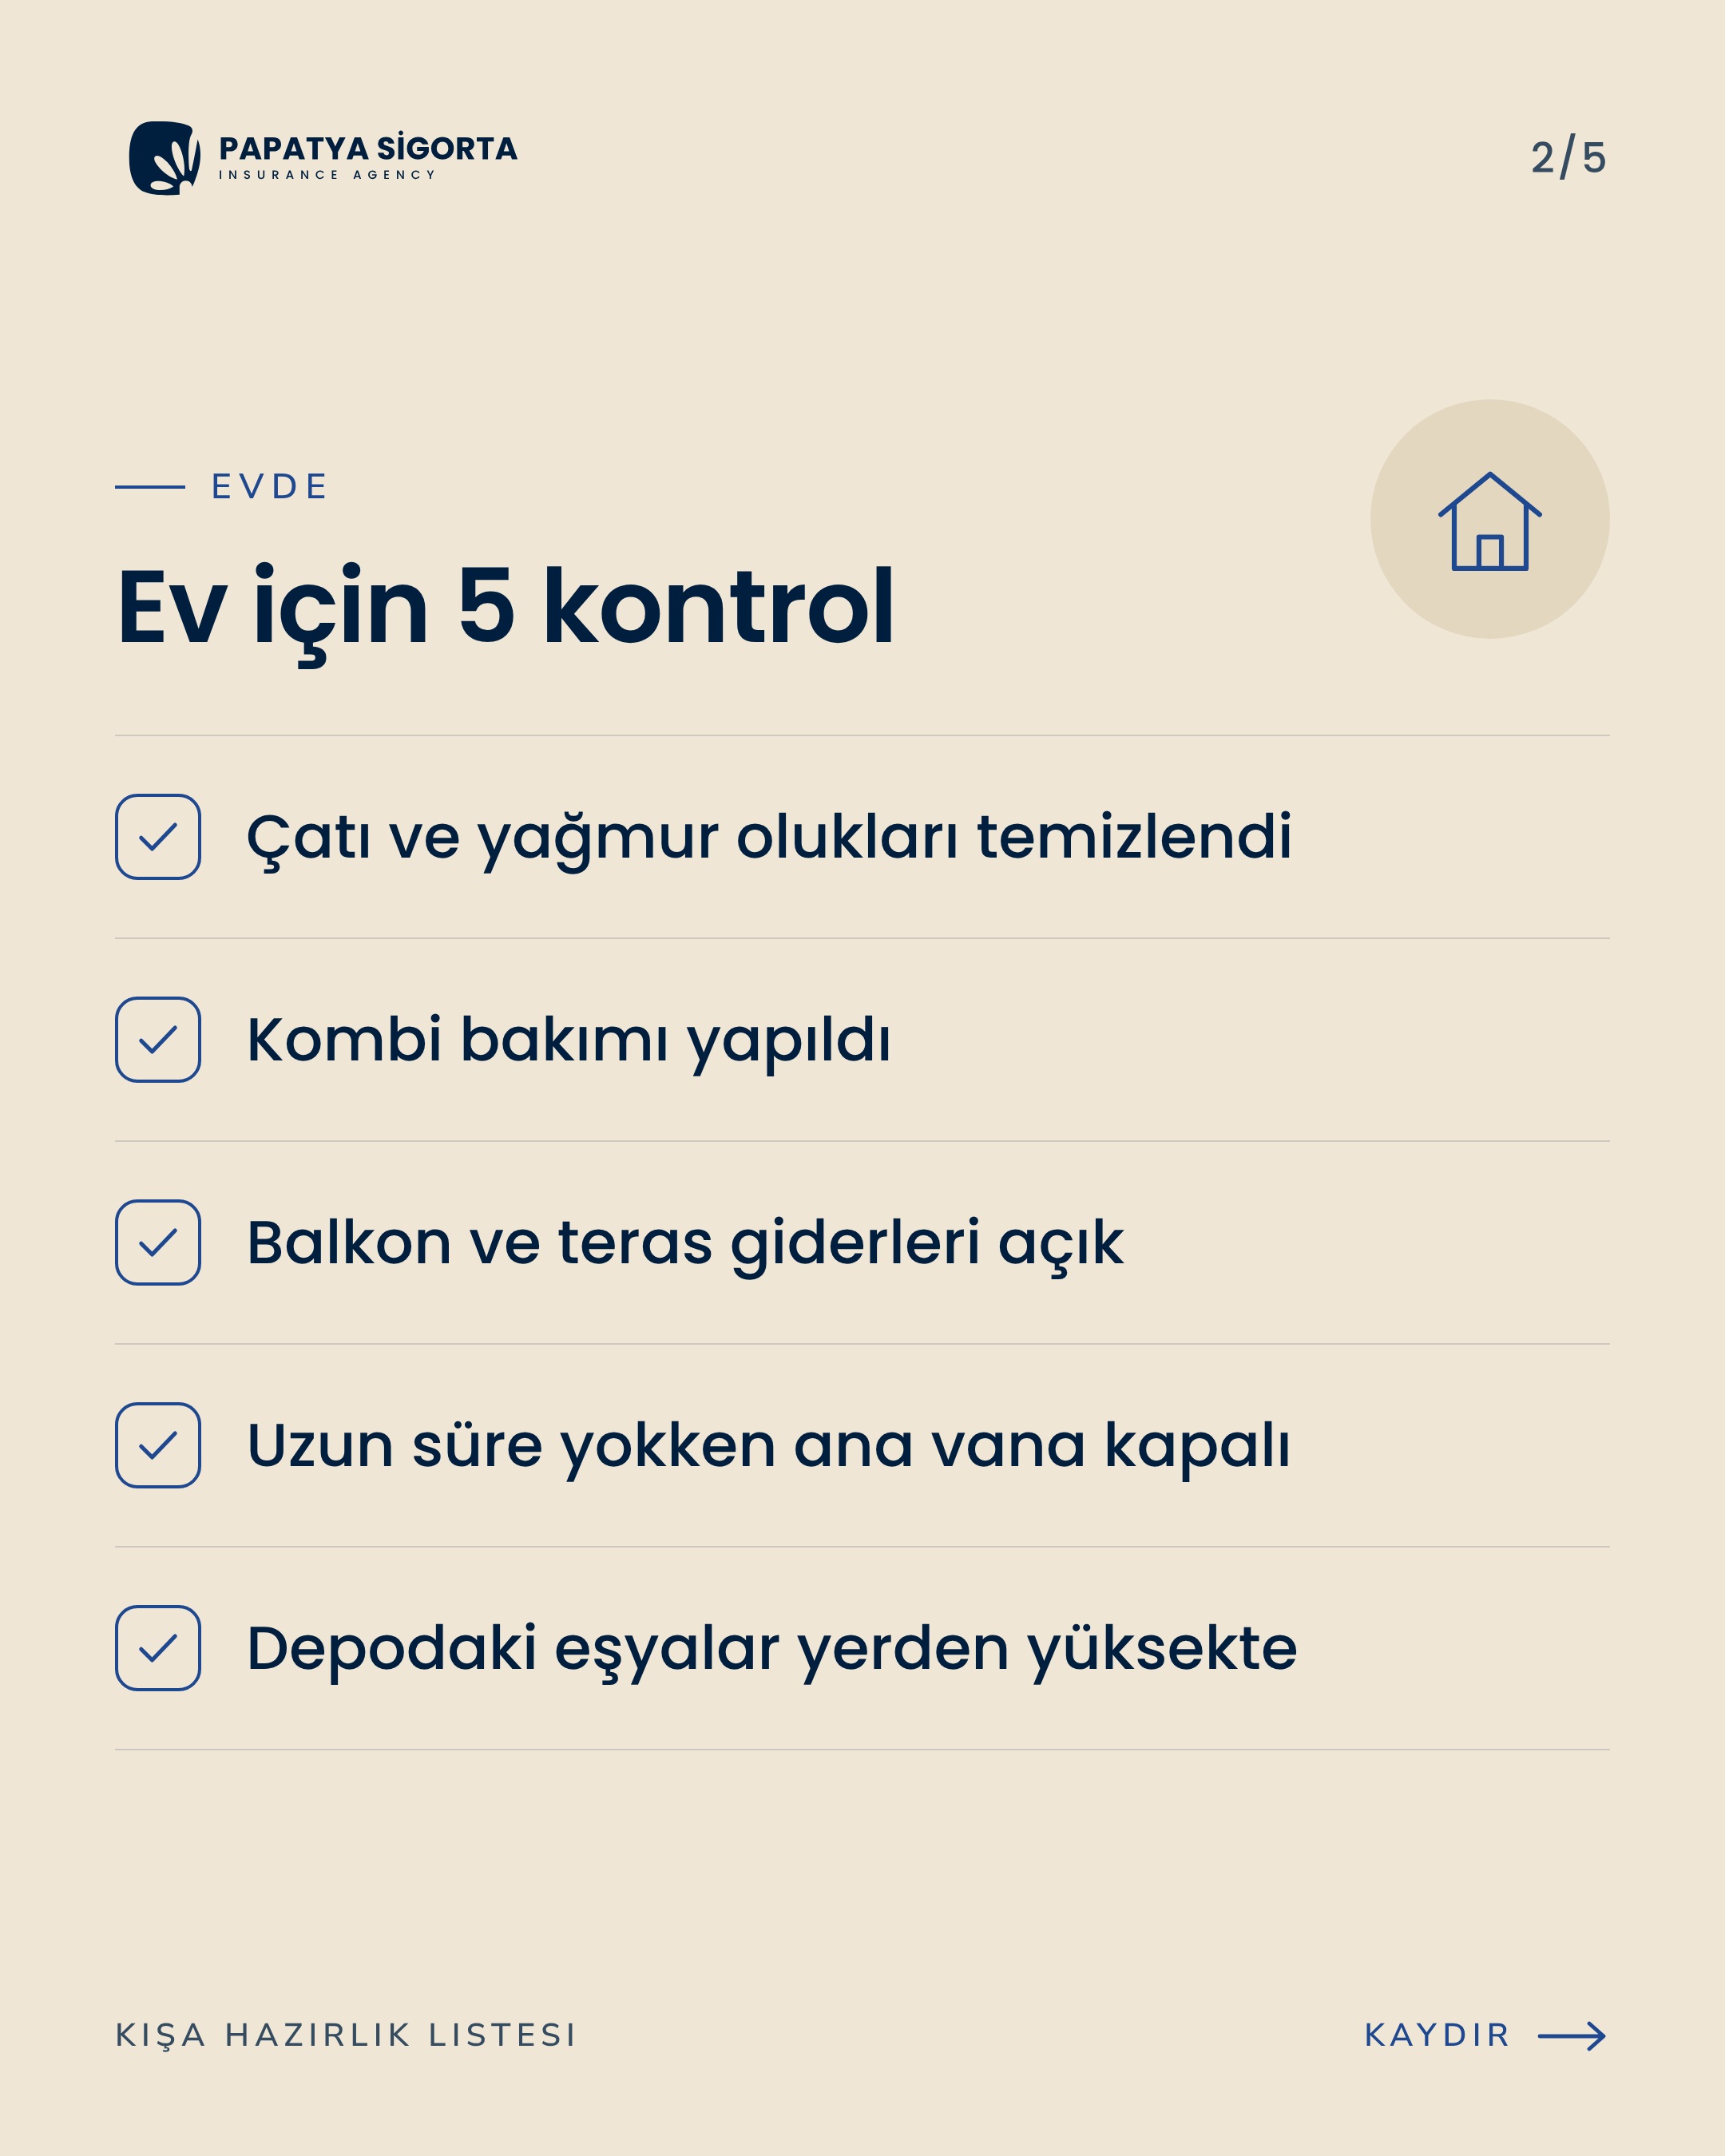 PAPATYA SİGORTA
INSURANCE AGENCY
2/5
EVDE
Ev için 5 kontrol
Çatı ve yağmur olukları temizlendi
Kombi bakımı yapıldı
Balkon ve teras giderleri açık
Uzun süre yokken ana vana kapalı
Depodaki eşyalar yerden yüksekte
KIŞA HAZIRLIK LISTESI
KAYDIR